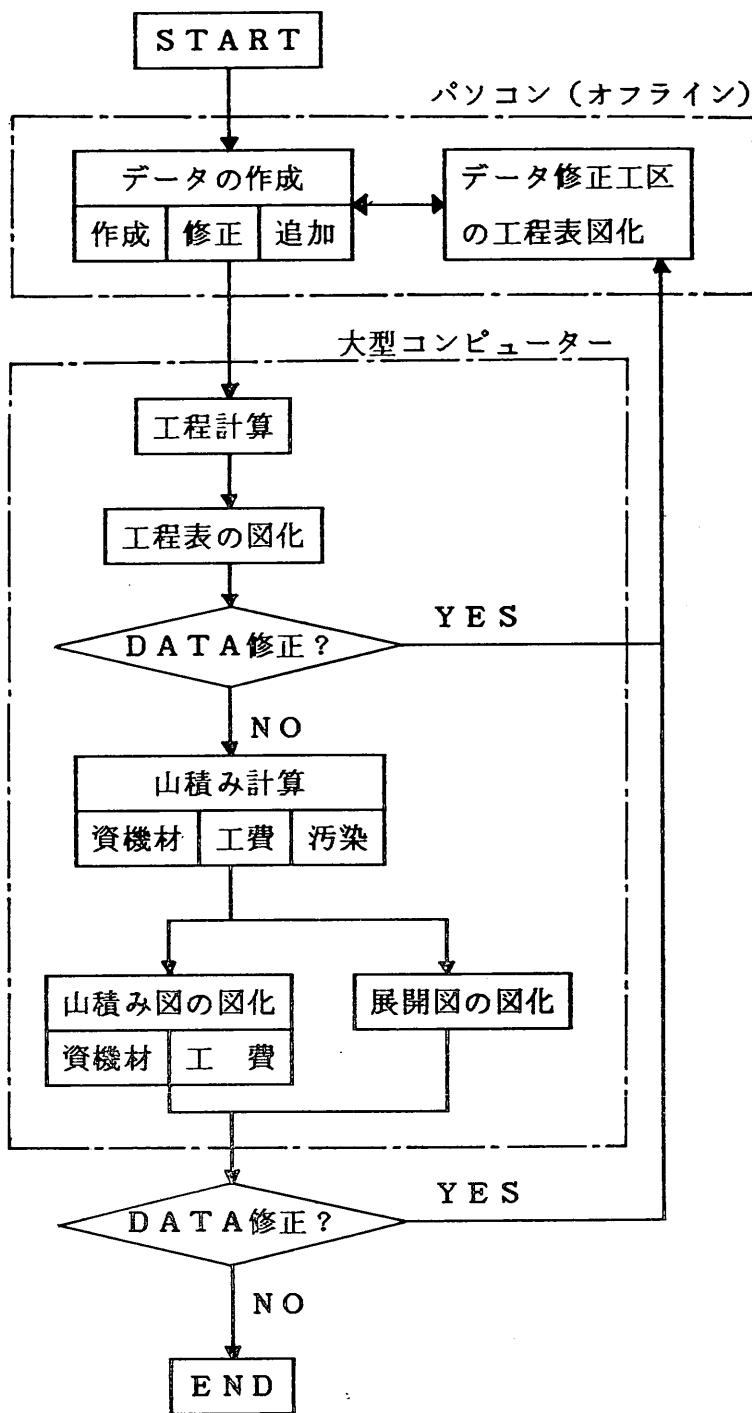 START
パソコン（オフライン）
データの作成
作成 修正 追加
データ修正工区
の工程表図化
大型コンピューター
工程計算
工程表の図化
DATA修正？
YES
NO
山積み計算
資機材 工費 汚染
山積み図の図化
資機材 工 費
展開図の図化
DATA修正？
YES
NO
END